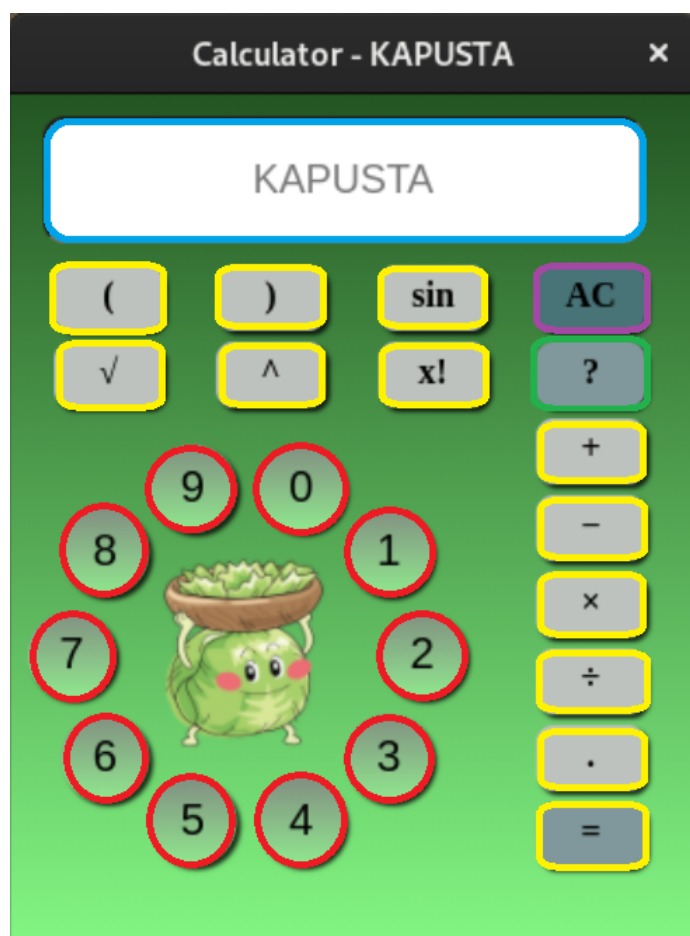 Calculator - KAPUSTA ×
KAPUSTA
( ) sin AC
√ ^ x! ?
+
9 0
8 1 −
×
7 2
÷
6 3 .
5 4 =